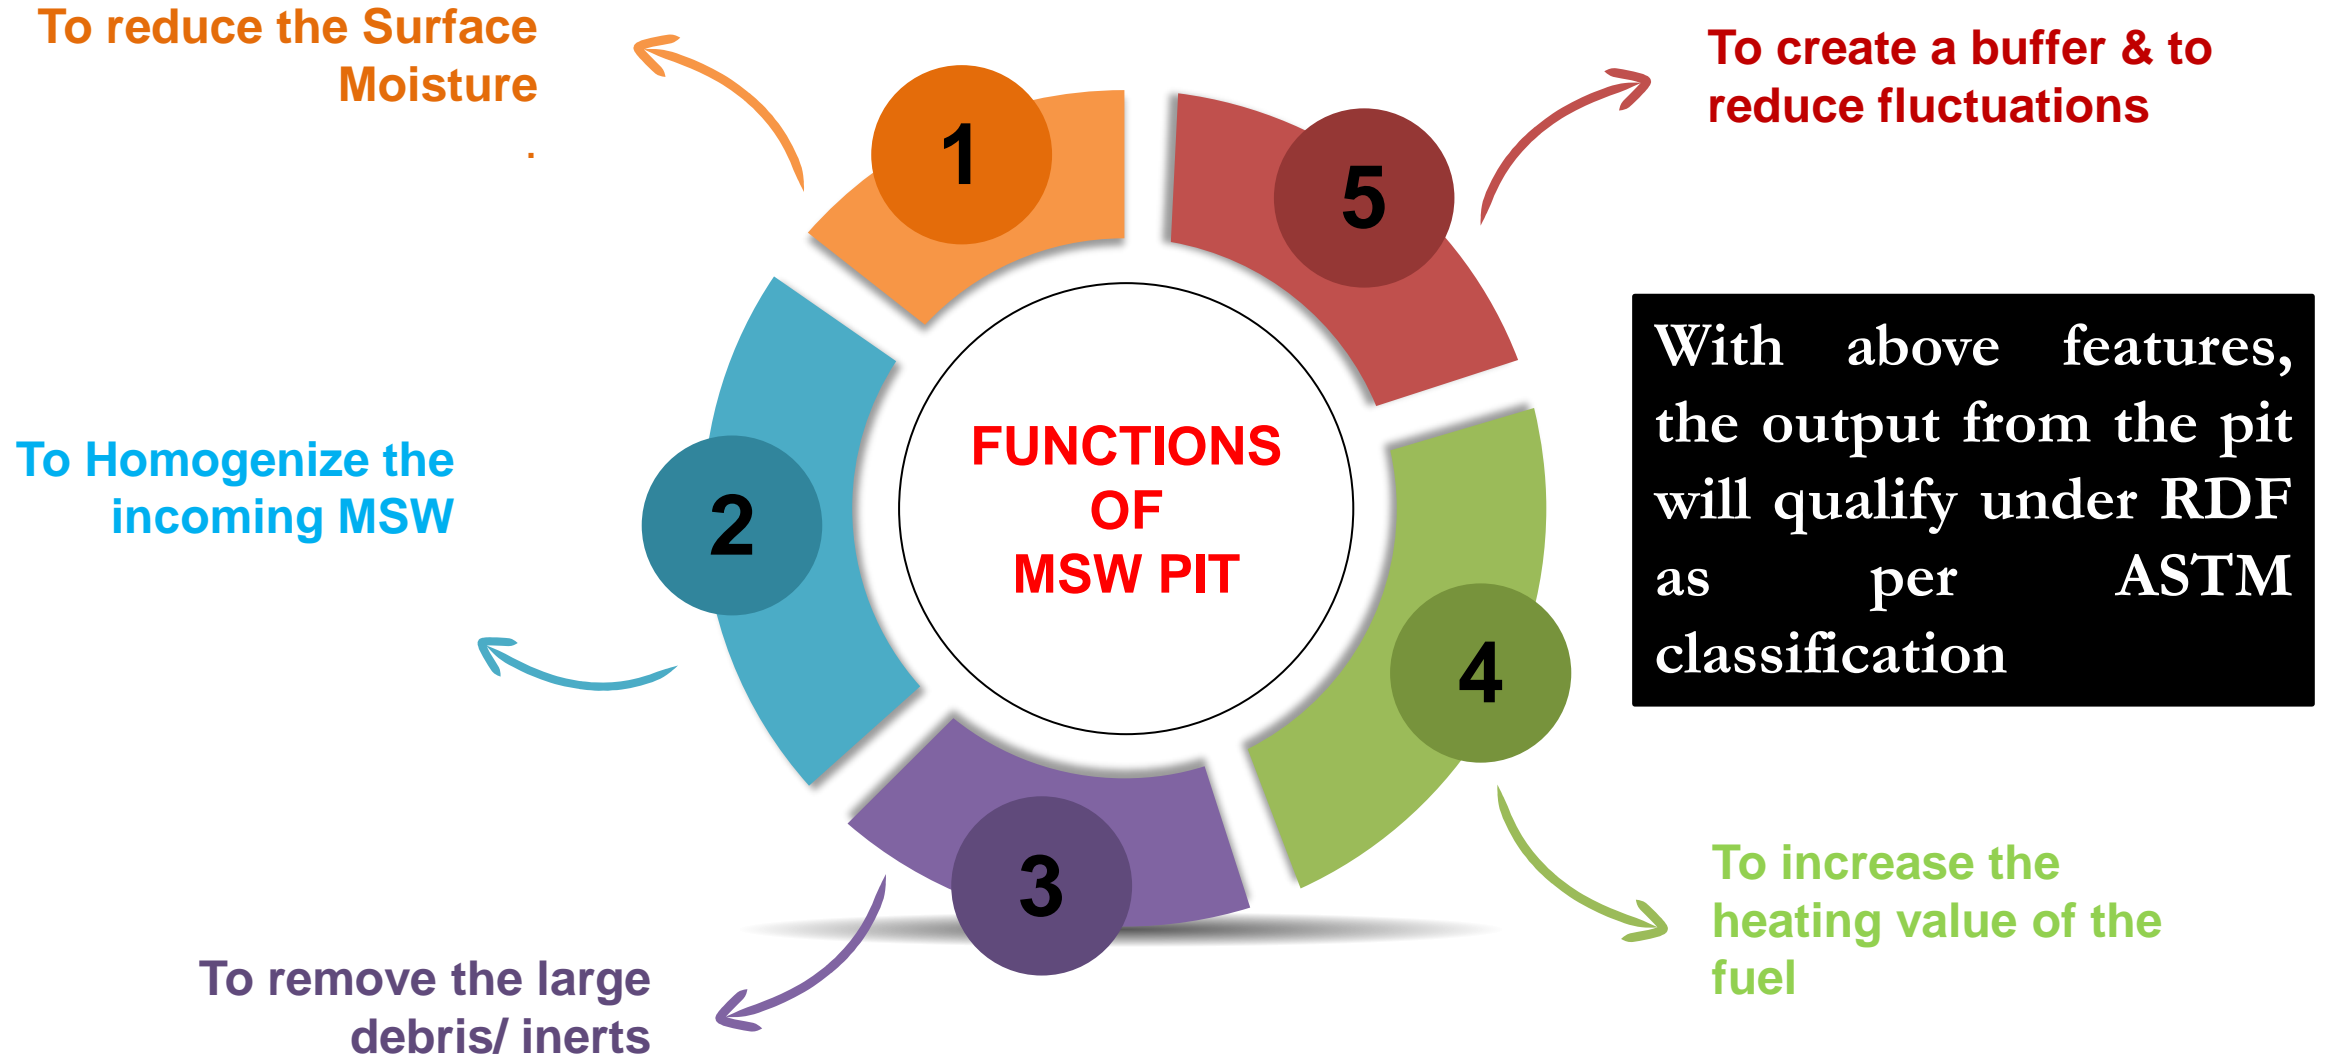 To reduce the Surface
Moisture
.
1
To Homogenize the
incoming MSW
2
To remove the large
debris/ inerts
3
FUNCTIONS
OF
MSW PIT
5
To create a buffer & to
reduce fluctuations
With above features,
the output from the pit
will qualify under RDF
as per ASTM
classification
4
To increase the
heating value of the
fuel